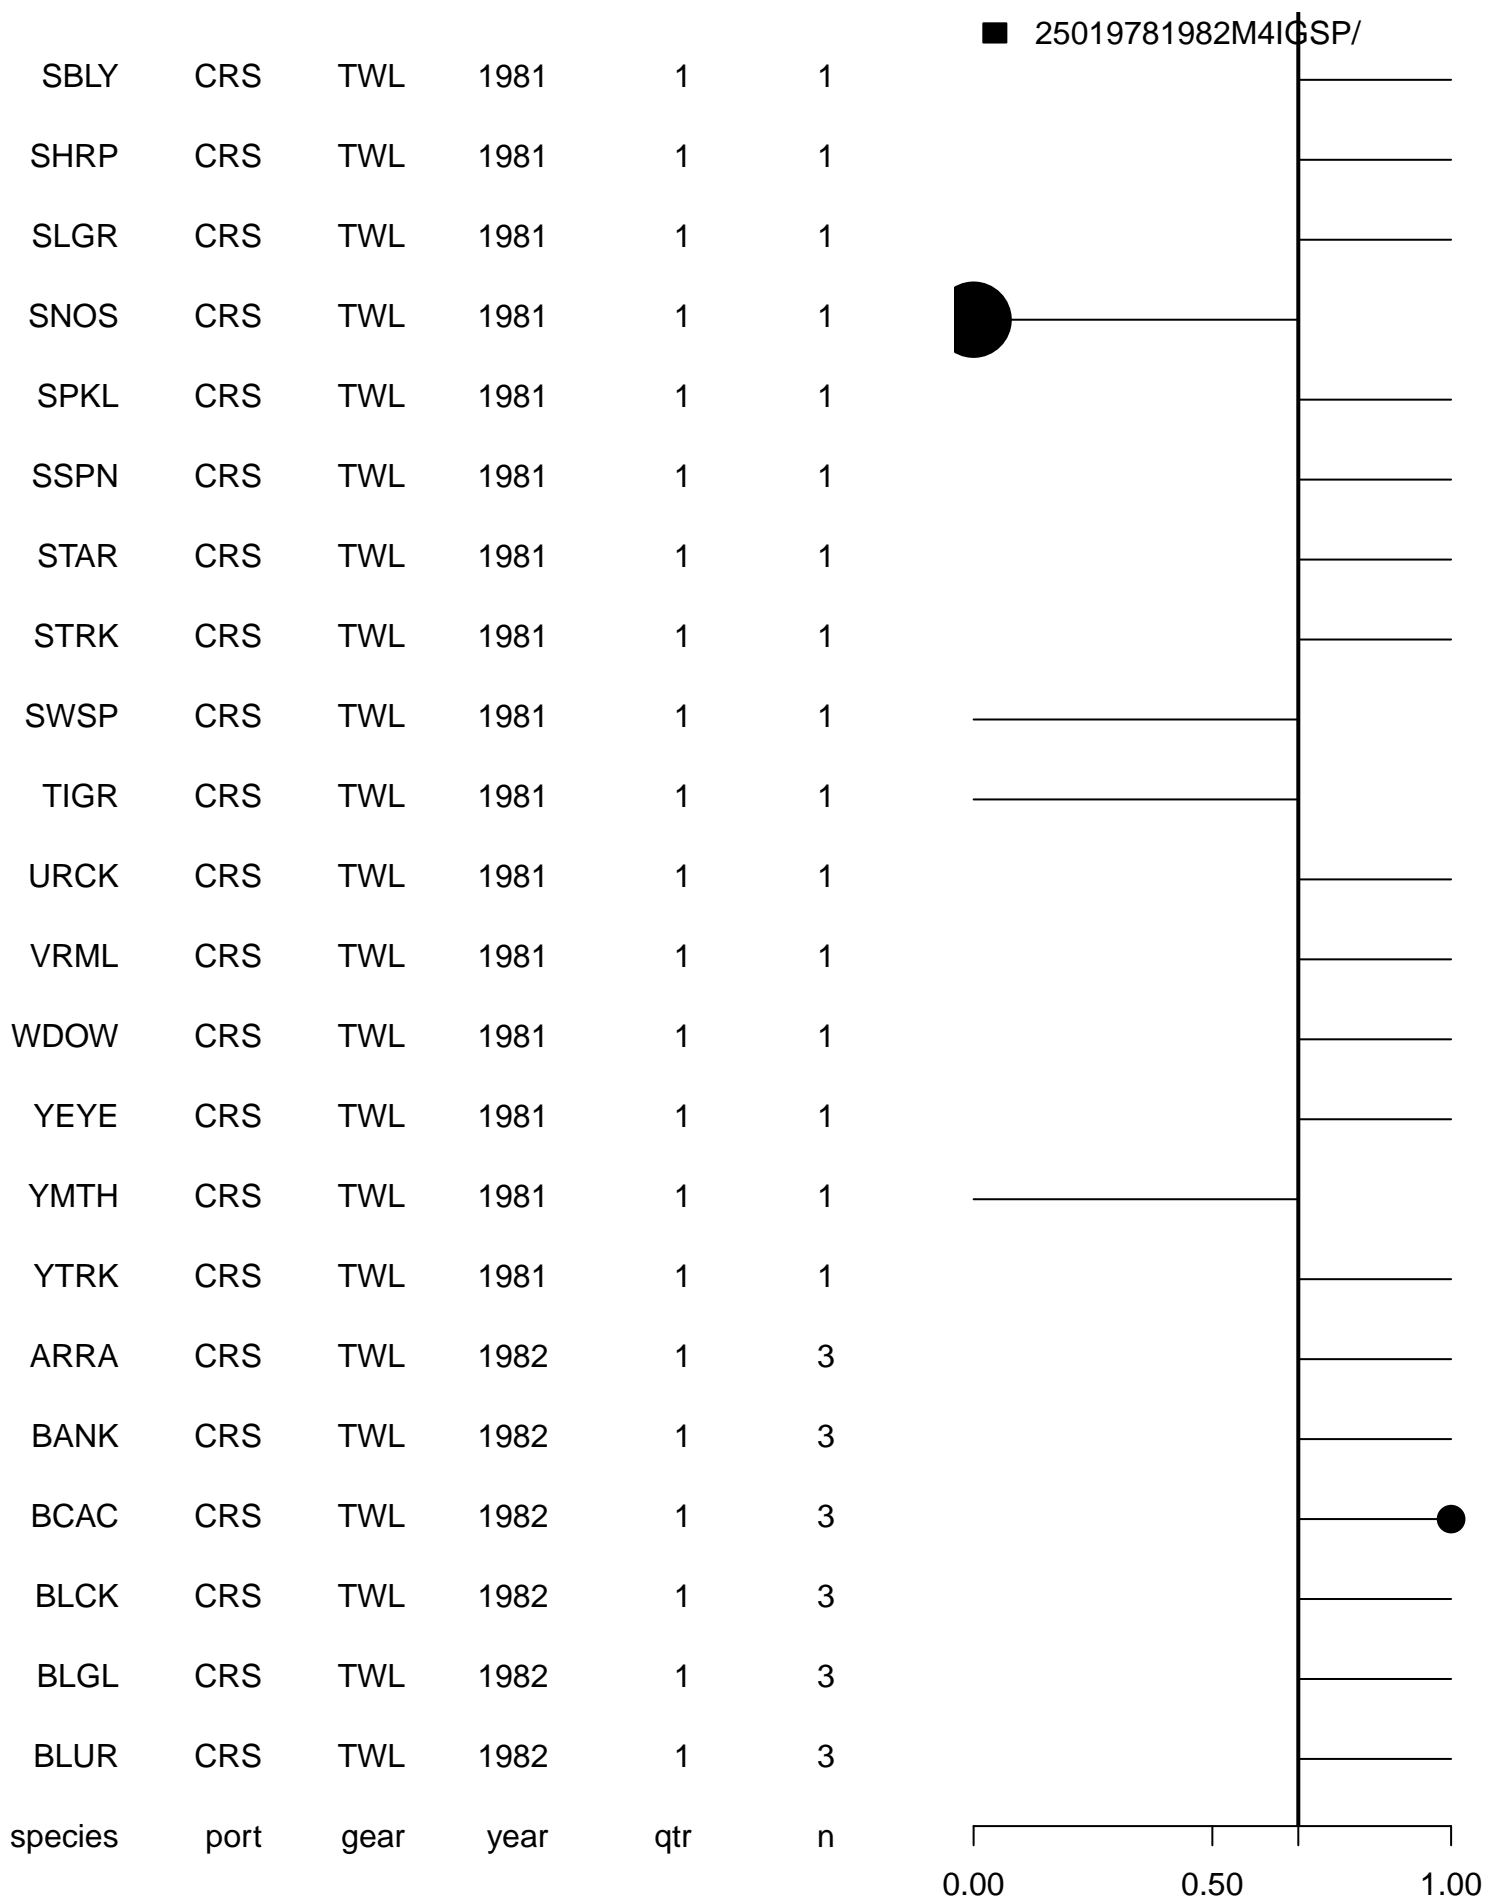 25019781982M4IGSP/
SBLY CRS TWL 1981 1 1
SHRP CRS TWL 1981 1 1
SLGR CRS TWL 1981 1 1
SNOS CRS TWL 1981 1 1
SPKL CRS TWL 1981 1 1
SSPN CRS TWL 1981 1 1
STAR CRS TWL 1981 1 1
STRK CRS TWL 1981 1 1
SWSP CRS TWL 1981 1 1
TIGR CRS TWL 1981 1 1
URCK CRS TWL 1981 1 1
VRML CRS TWL 1981 1 1
WDOW CRS TWL 1981 1 1
YEYE CRS TWL 1981 1 1
YMTH CRS TWL 1981 1 1
YTRK CRS TWL 1981 1 1
ARRA CRS TWL 1982 1 3
BANK CRS TWL 1982 1 3
BCAC CRS TWL 1982 1 3
BLCK CRS TWL 1982 1 3
BLGL CRS TWL 1982 1 3
BLUR CRS TWL 1982 1 3
species port gear year qtr n
0.00 0.50 1.00